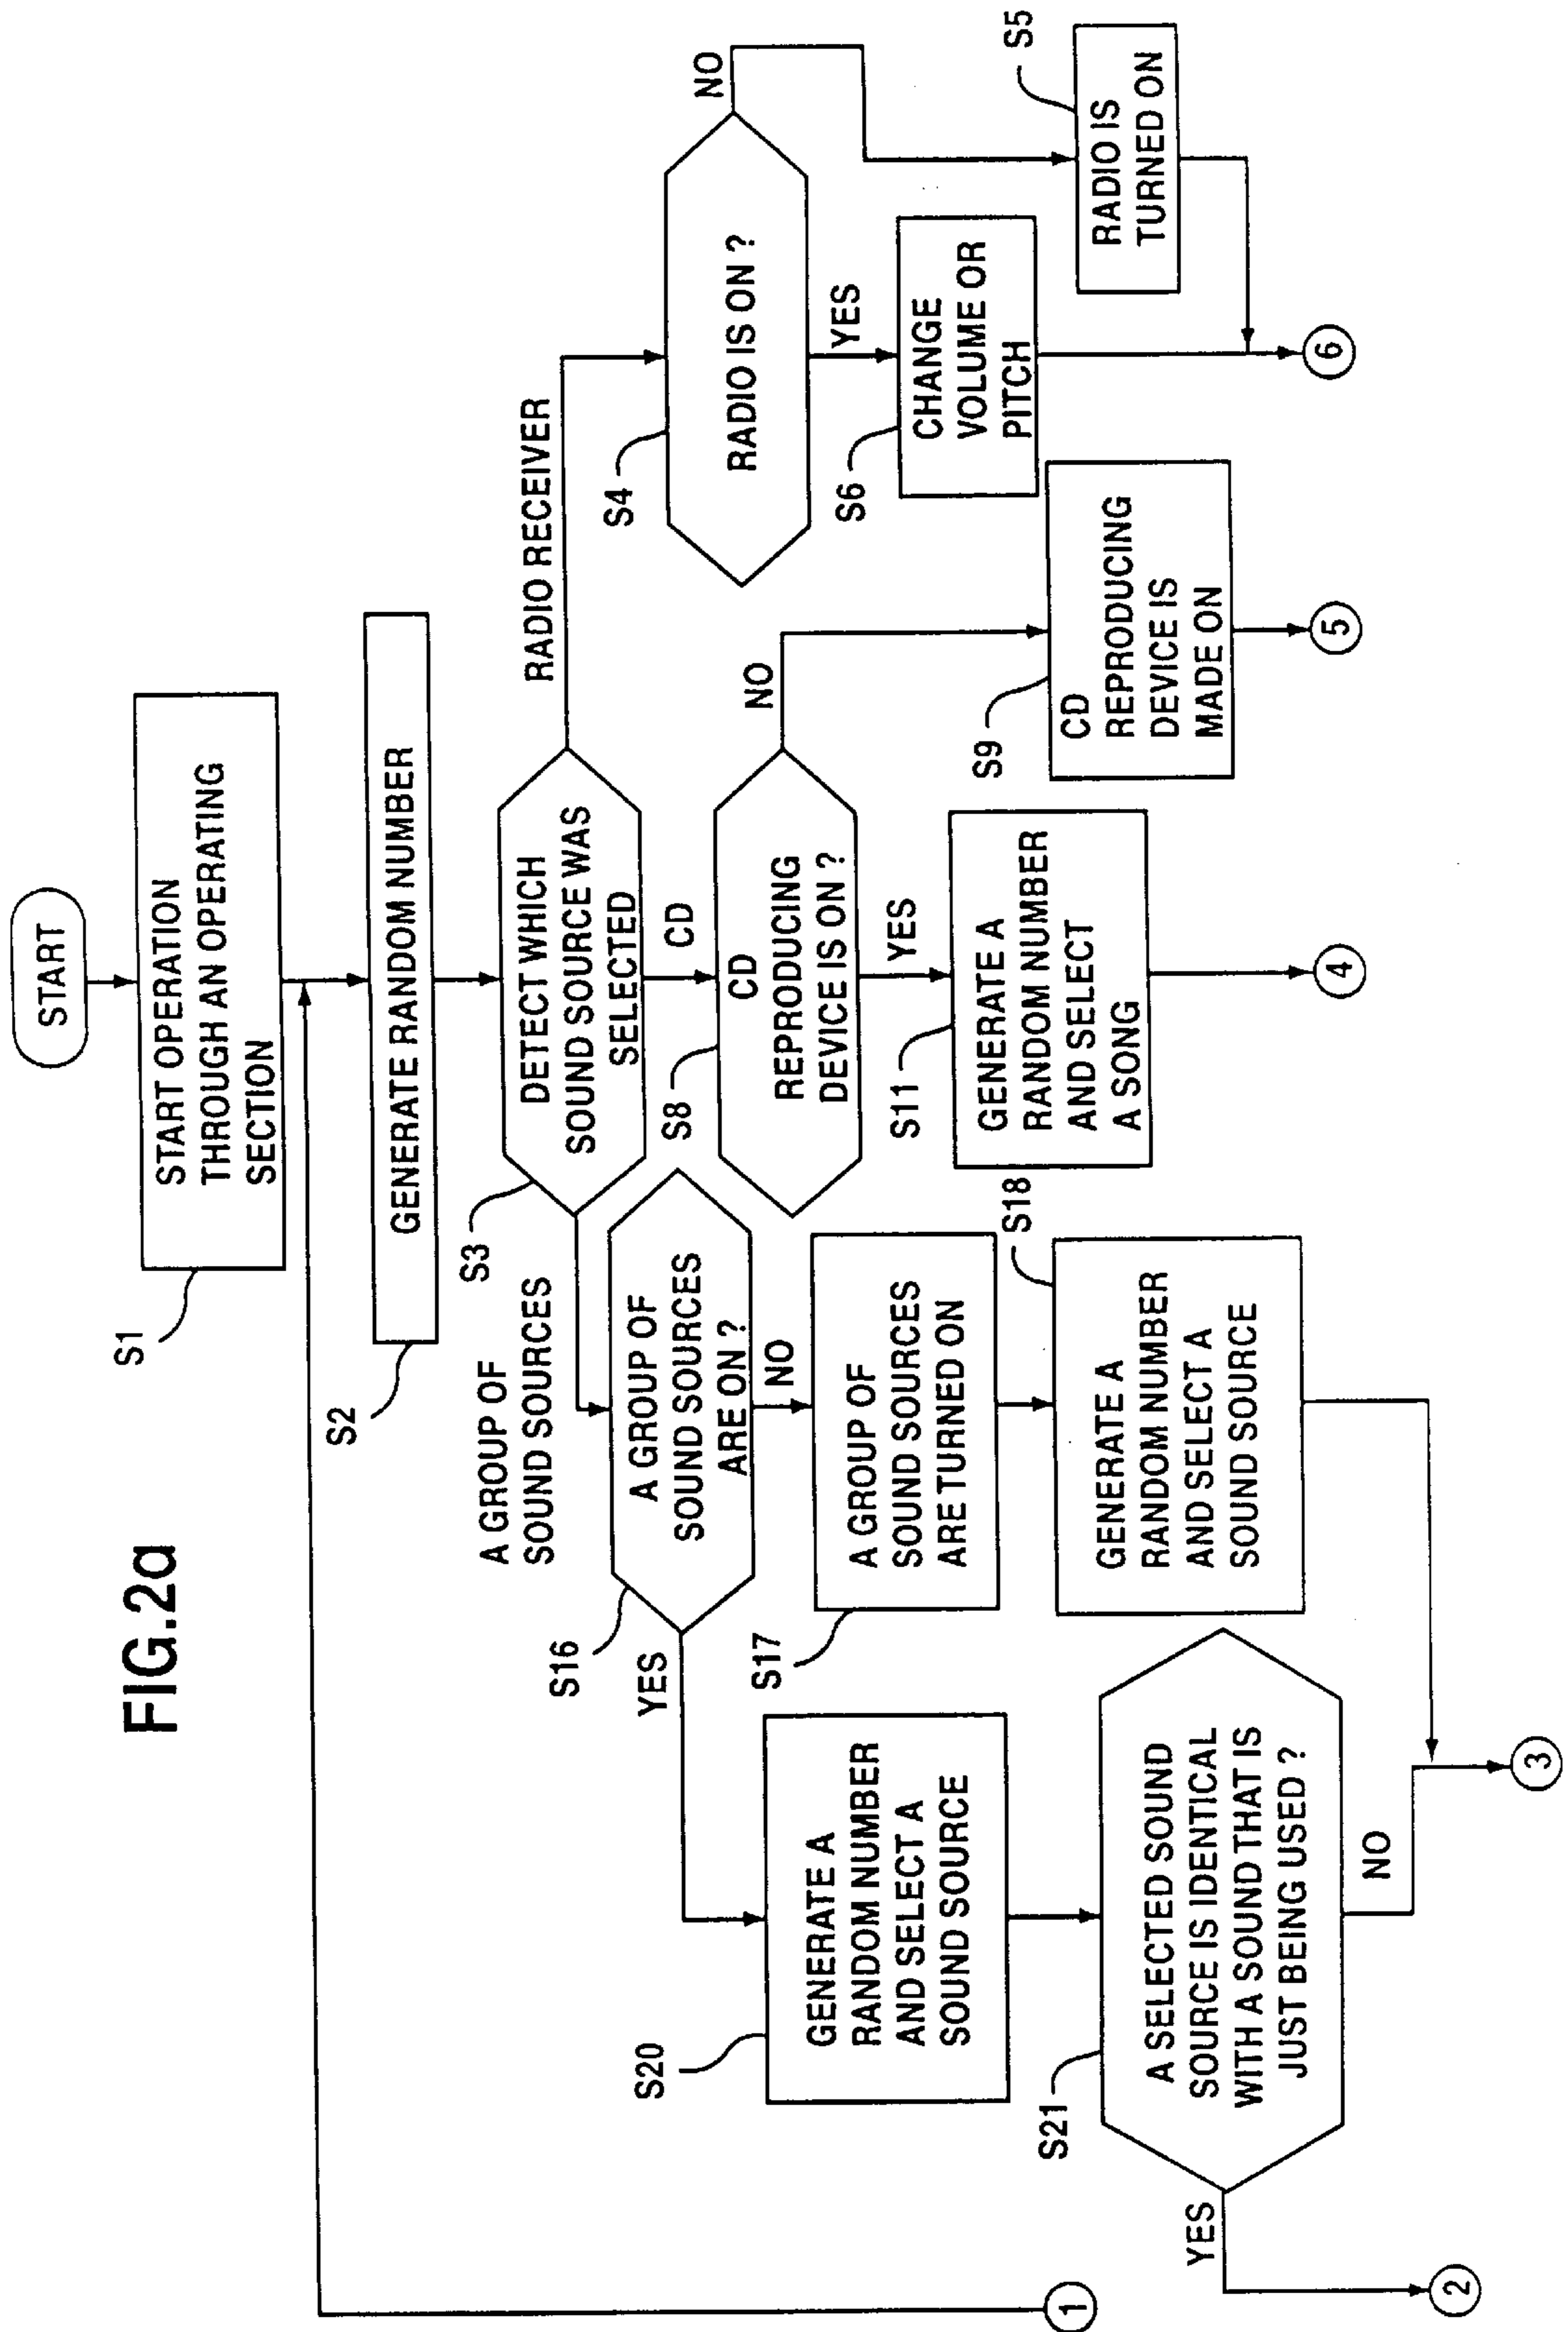 FIG.2a
START
S1
START OPERATION
THROUGH AN OPERATING
SECTION
S2
GENERATE RANDOM NUMBER
S3
DETECT WHICH
SOUND SOURCE WAS
SELECTED
A GROUP OF
SOUND SOURCES
CD
RADIO RECEIVER
S16
A GROUP OF
SOUND SOURCES
ARE ON ?
YES
NO
S8
CD
REPRODUCING
DEVICE IS ON ?
YES
NO
S4
RADIO IS ON ?
YES
NO
S20
GENERATE A
RANDOM NUMBER
AND SELECT A
SOUND SOURCE
S17
A GROUP OF
SOUND SOURCES
ARE TURNED ON
S11
GENERATE A
RANDOM NUMBER
AND SELECT
A SONG
S9
CD
REPRODUCING
DEVICE IS
MADE ON
S6
CHANGE
VOLUME OR
PITCH
S5
RADIO IS
TURNED ON
S21
A SELECTED SOUND
SOURCE IS IDENTICAL
WITH A SOUND THAT IS
JUST BEING USED ?
YES
NO
S18
GENERATE A
RANDOM NUMBER
AND SELECT A
SOUND SOURCE
1
2
3
4
5
6